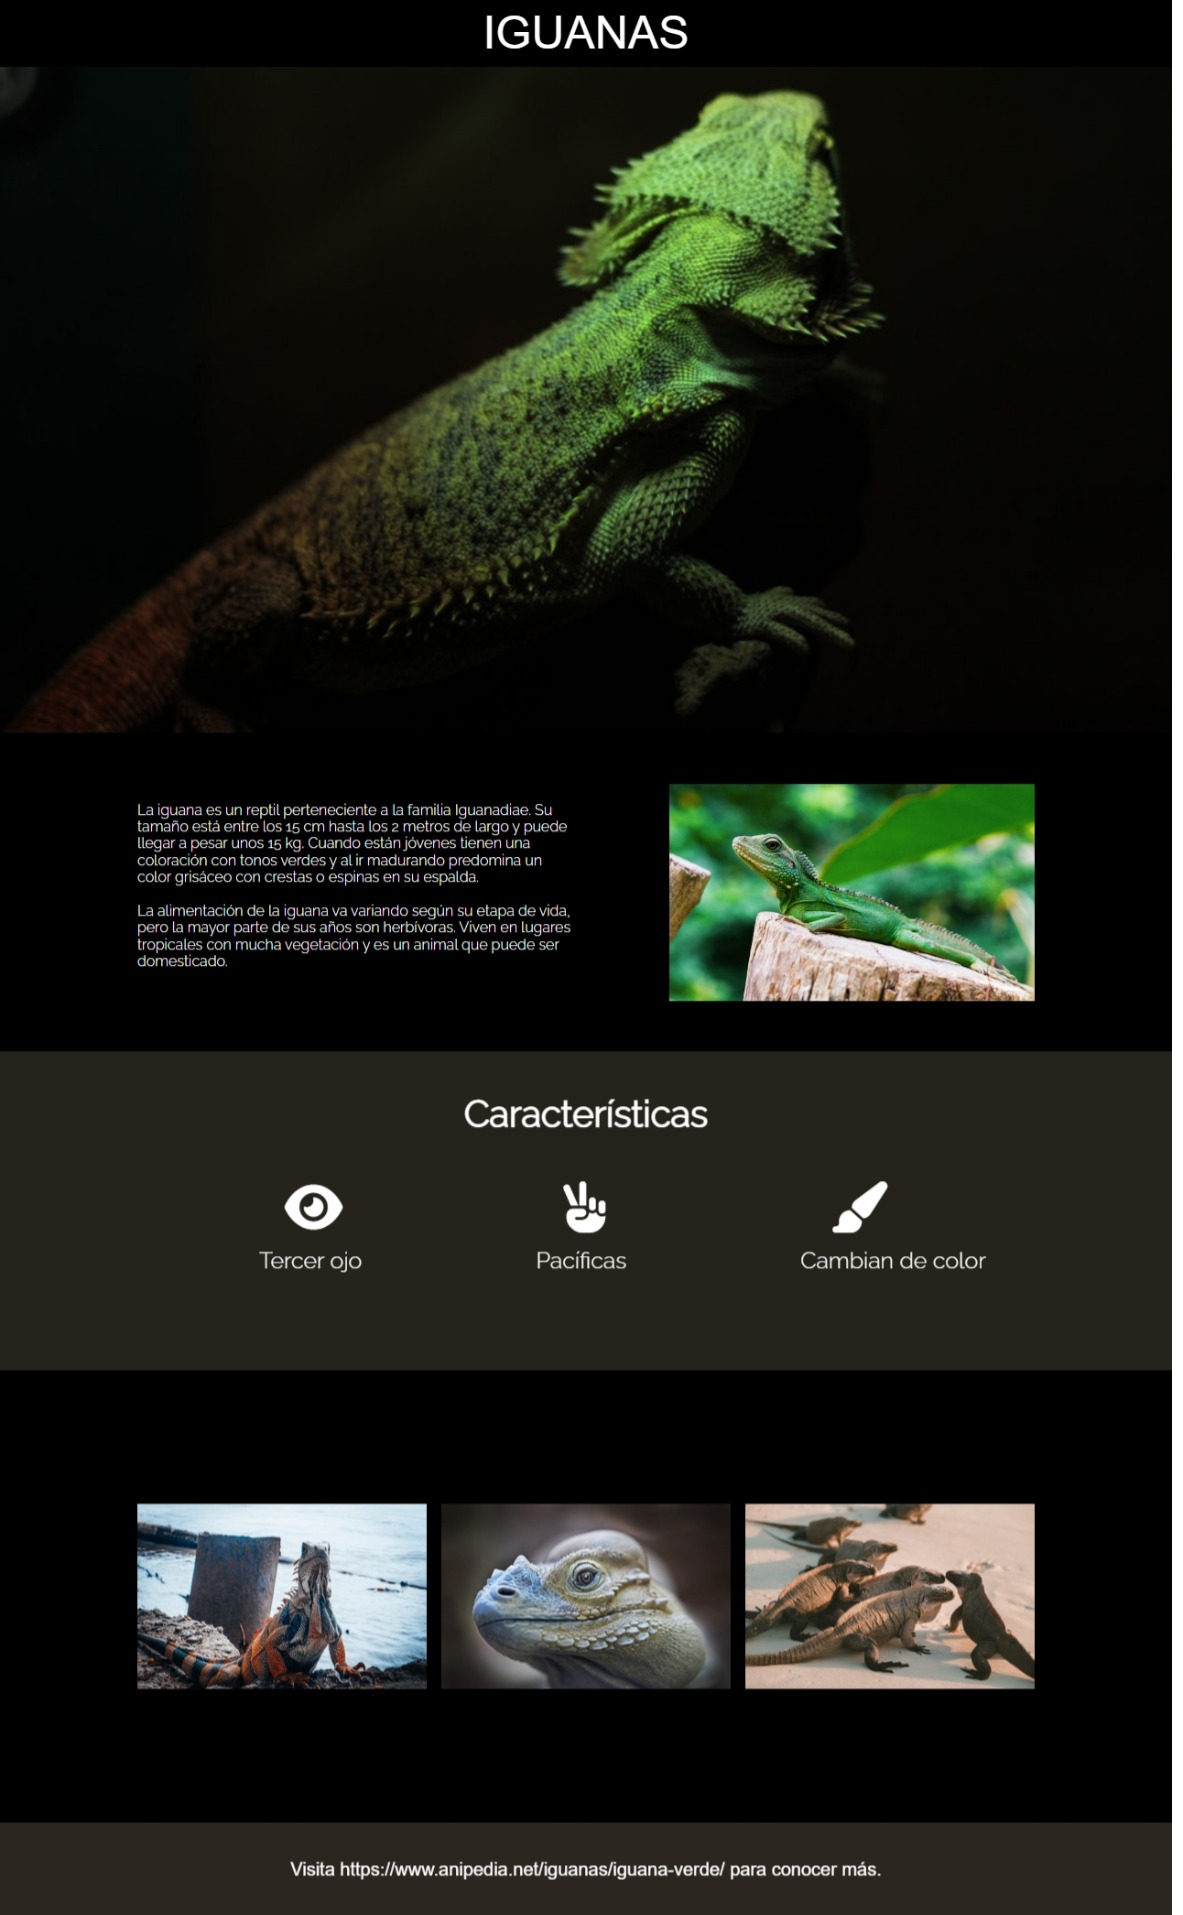 IGUANAS
La iguana es un reptil perteneciente a la familia Iguanadiae. Su
tamaño está entre los 15 cm hasta los 2 metros de largo y puede
llegar a pesar unos 15 kg. Cuando están jóvenes tienen una
coloración con tonos verdes y al ir madurando predomina un
color grisáceo con crestas o espinas en su espalda.
La alimentación de la iguana va variando según su etapa de vida,
pero la mayor parte de sus años son herbívoras. Viven en lugares
tropicales con mucha vegetación y es un animal que puede ser
domesticado.
Características
Tercer ojo
Pacíficas
Cambian de color
Visita https://www.anipedia.net/iguanas/iguana-verde/ para conocer más.